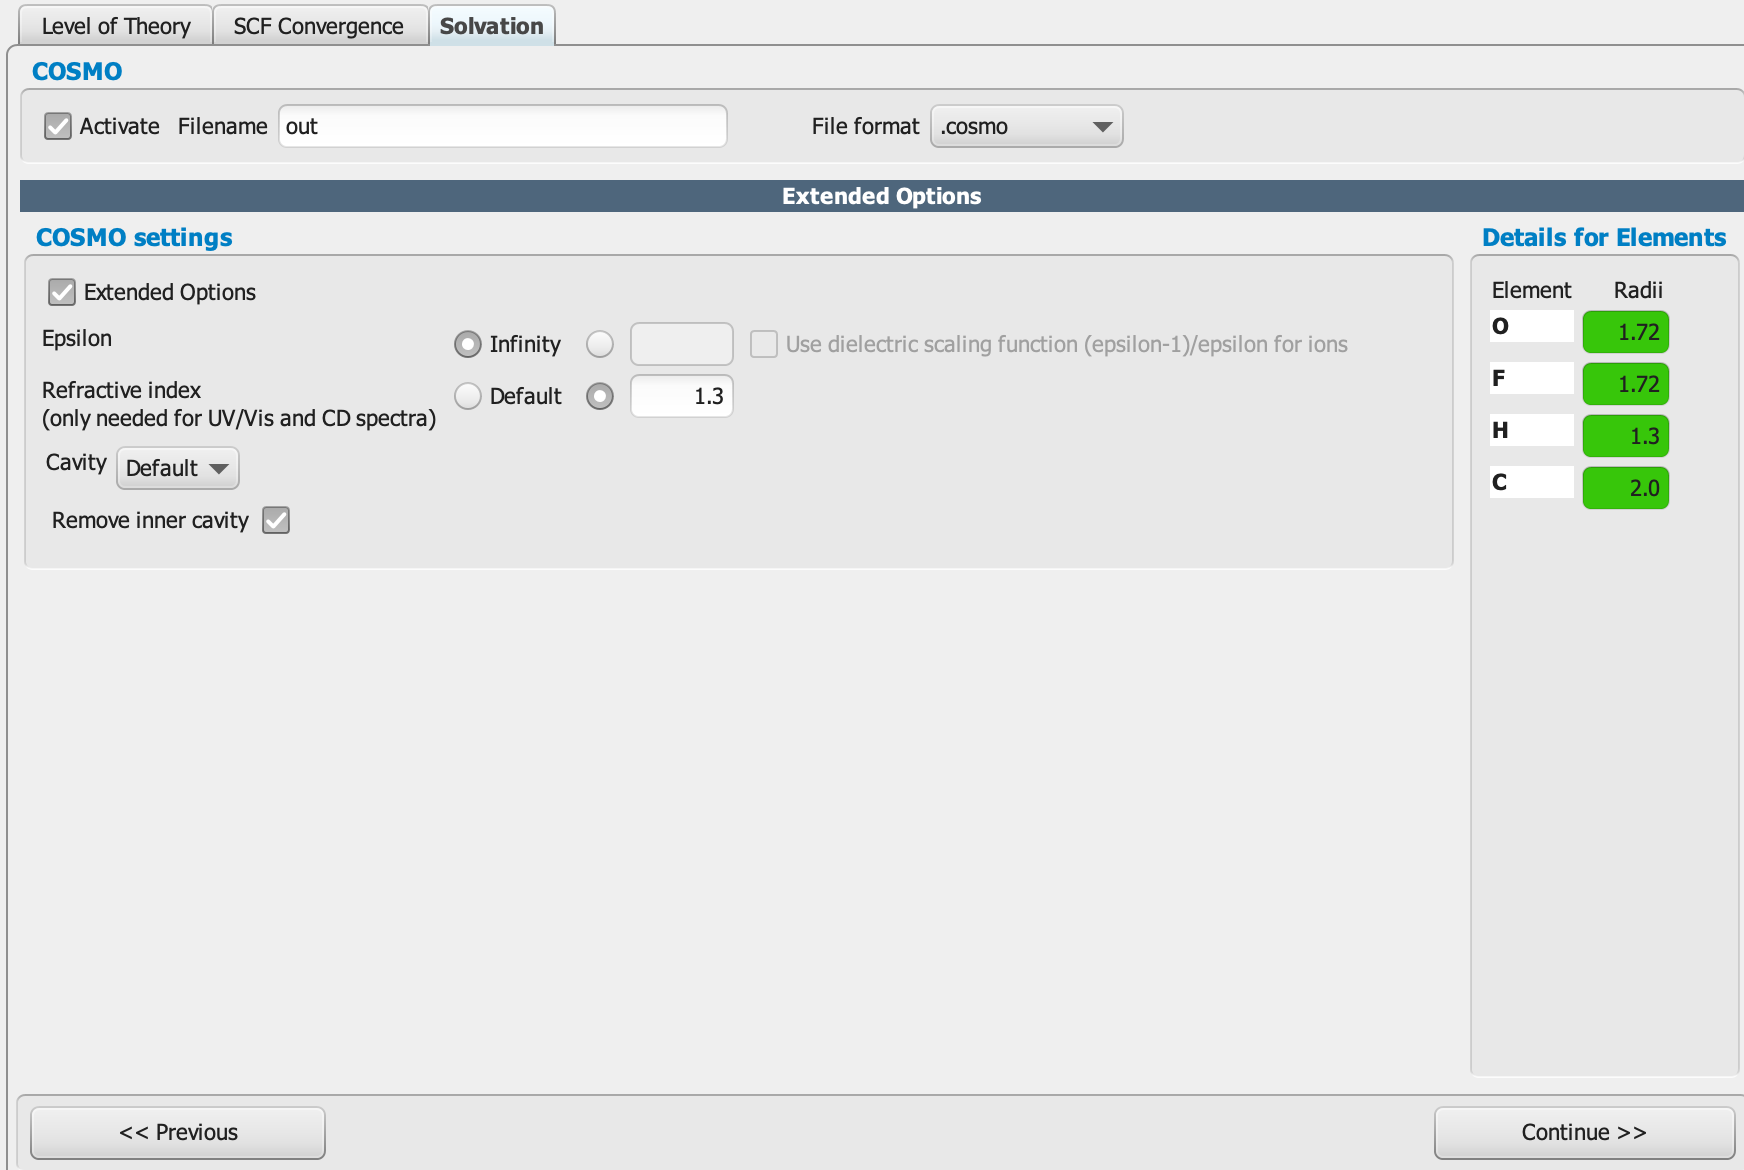 Level of Theory SCF Convergence Solvation
COSMO
Activate Filename out File format .cosmo
Extended Options
COSMO settings Details for Elements
Extended Options
Element Radii
Epsilon Infinity Use dielectric scaling function (epsilon-1)/epsilon for ions
O 1.72
Refractive index
(only needed for UV/Vis and CD spectra) Default 1.3
F 1.72
Cavity Default
H 1.3
C 2.0
Remove inner cavity
<< Previous Continue >>